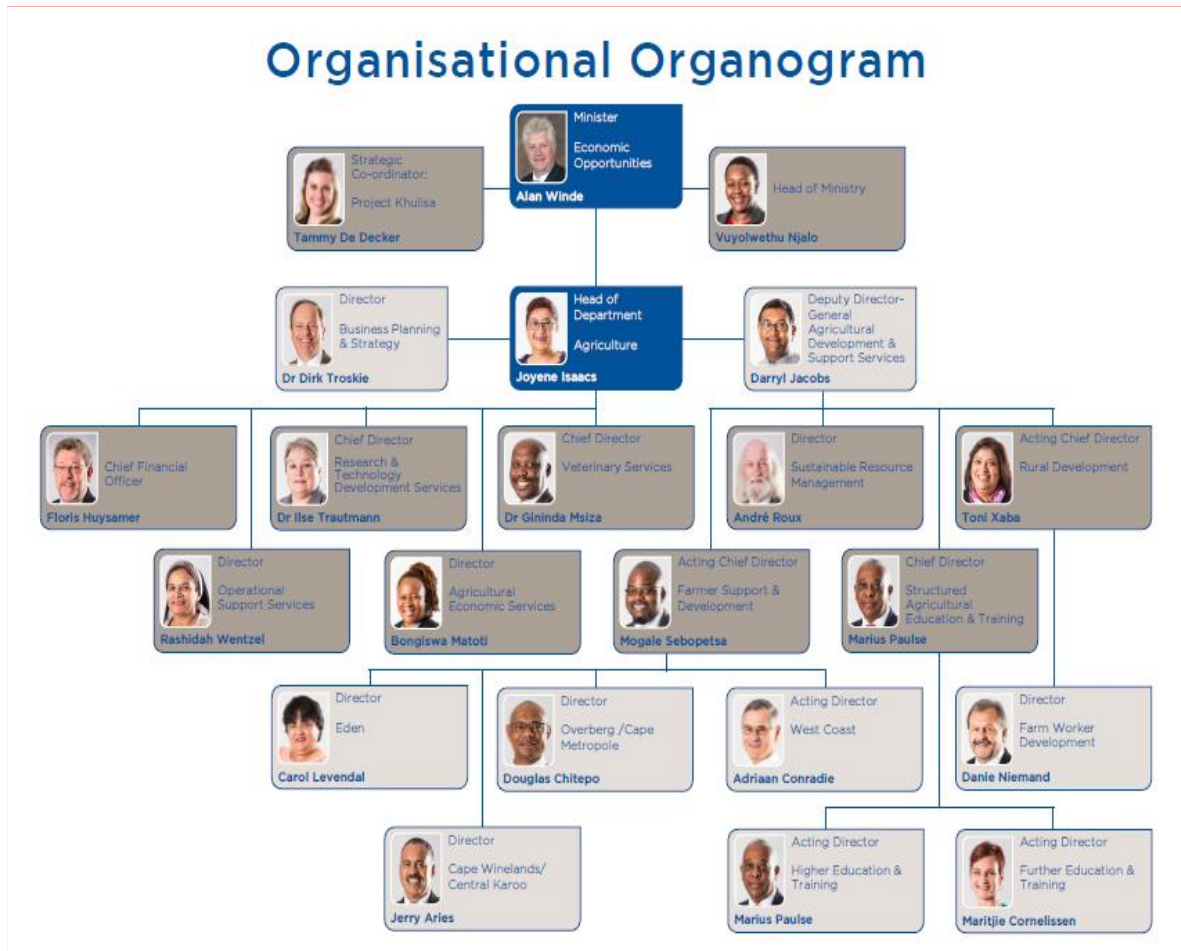 Organisational Organogram
Minister
Economic
Opportunities
Alan Winde
Strategic
Co-ordinator:
Project Khulisa
Tammy De Decker
Head of Ministry
Vuyolwethu Njalo
Director
Business Planning
& Strategy
Dr Dirk Troskie
Head of
Department
Agriculture
Joyene Isaacs
Deputy Director-
General
Agricultural
Development &
Support Services
Darryl Jacobs
Chief Financial
Officer
Floris Huysamer
Chief Director
Research &
Technology
Development Services
Dr Ilse Trautmann
Chief Director
Veterinary Services
Dr Gininda Msiza
Director
Sustainable Resource
Management
André Roux
Acting Chief Director
Rural Development
Toni Xaba
Director
Operational
Support Services
Rashidah Wentzel
Director
Agricultural
Economic Services
Bongiswa Matoti
Acting Chief Director
Farmer Support &
Development
Mogale Sebopetsa
Chief Director
Structured
Agricultural
Education & Training
Marius Paulse
Director
Eden
Carol Levendal
Director
Overberg /Cape
Metropole
Douglas Chitepo
Acting Director
West Coast
Adriaan Conradie
Director
Farm Worker
Development
Danie Niemand
Director
Cape Winelands/
Central Karoo
Jerry Aries
Acting Director
Higher Education &
Training
Marius Paulse
Acting Director
Further Education &
Training
Maritjie Cornelissen